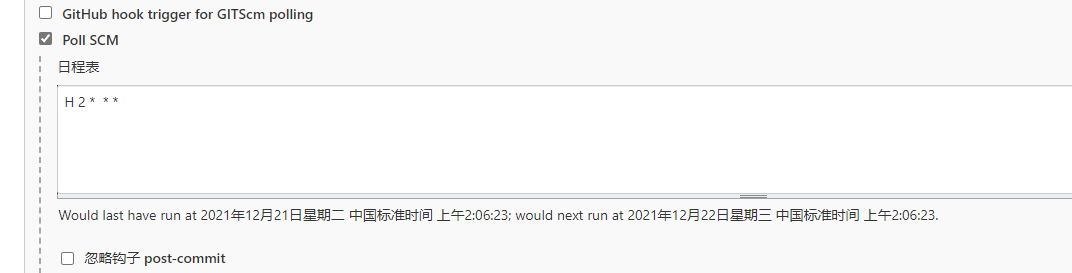 GitHub hook trigger for GITScm polling
Poll SCM
日程表
H 2 *  * *
Would last have run at 2021年12月21日星期二 中国标准时间 上午2:06:23; would next run at 2021年12月22日星期三 中国标准时间 上午2:06:23.
忽略钩子 post-commit